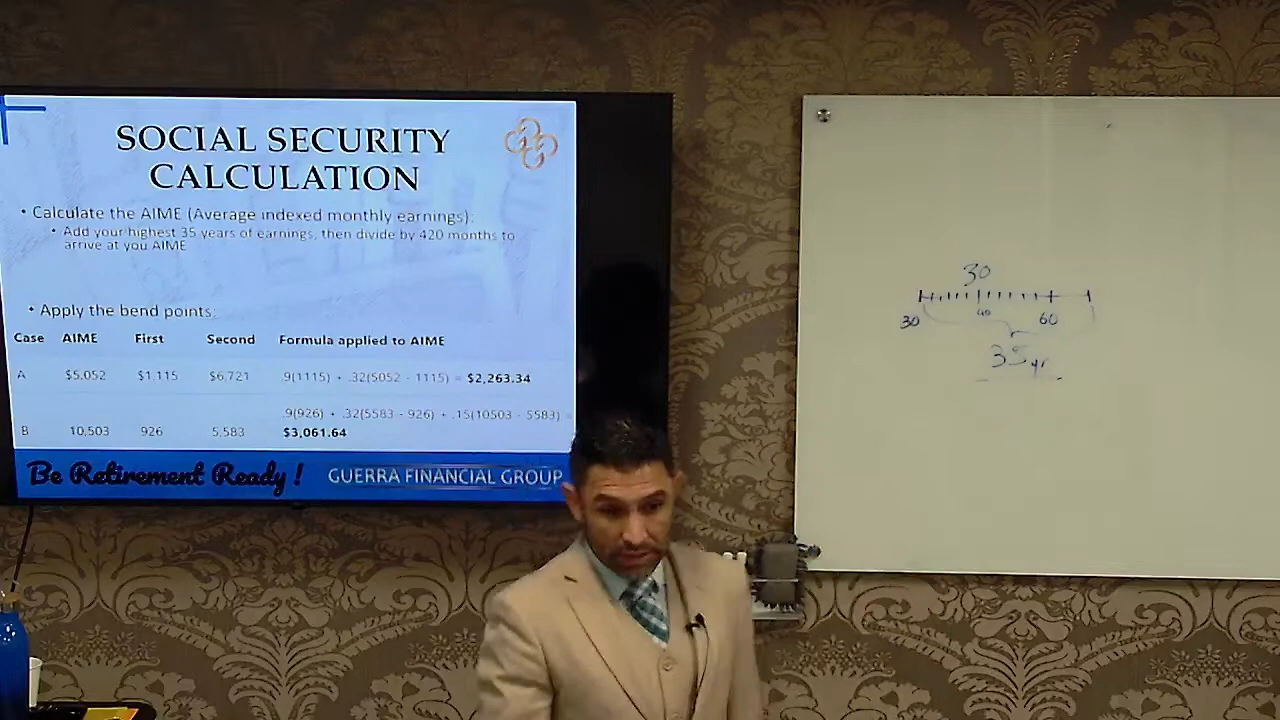 SOCIAL SECURITY
CALCULATION
• Calculate the AIME (Average indexed monthly earnings):
• Add your highest 35 years of earnings, then divide by 420 months to
arrive at you AIME
• Apply the bend points:
Case AIME First Second Formula applied to AIME
A $5,052 $1,115 $6,721 .9(1115) + .32(5052 - 1115) = $2,263.34
.9(926) + .32(5583 - 926) + .15(10503 - 5583) =
B 10,503 926 5,583 $3,061.64
Be Retirement Ready !
GUERRA FINANCIAL GROUP
30
30 40 60
35 yr